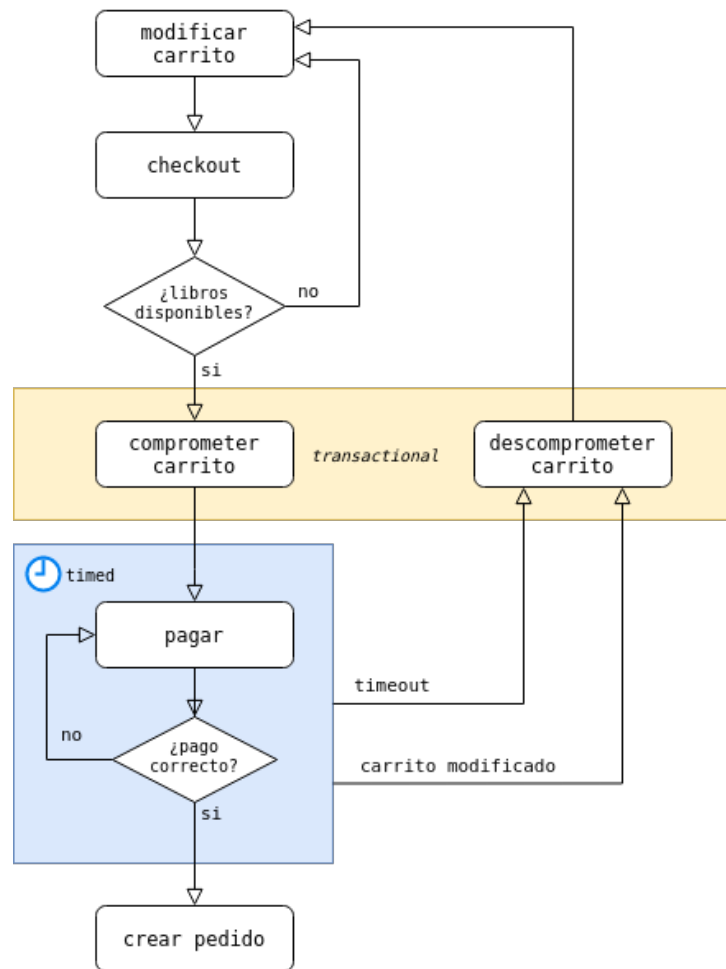 modificar
carrito
checkout
¿libros
disponibles?
no
si
comprometer
carrito
transactional
descomprometer
carrito
timed
pagar
timeout
no
¿pago
correcto?
carrito modificado
si
crear pedido